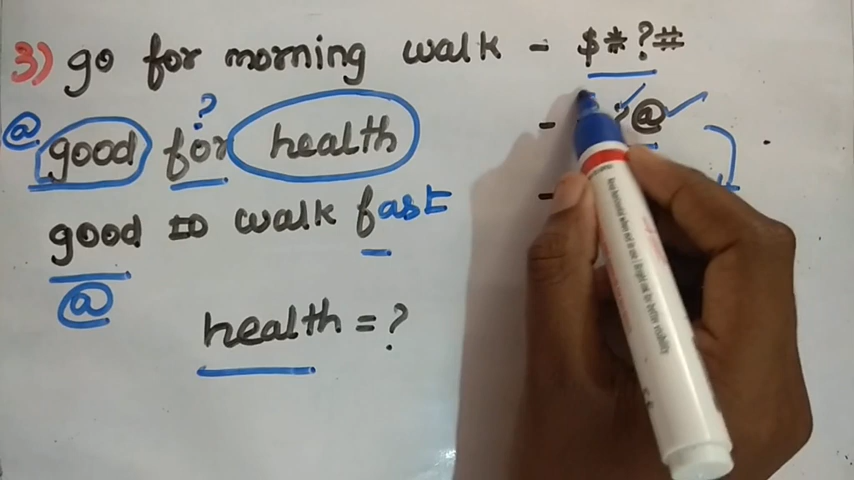 3) go for morning walk - $*?#
@ ?
good for health - ?@
good to walk fast -
@
health = ?